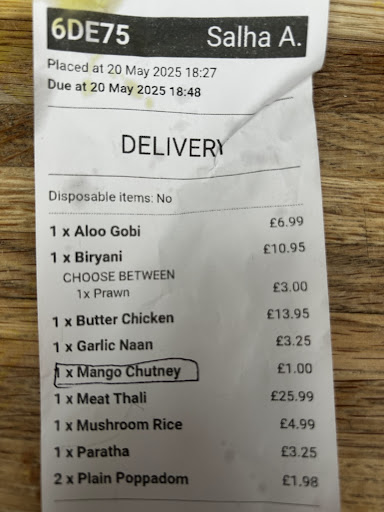 6DE75 Salha A.
Placed at 20 May 2025 18:27
Due at 20 May 2025 18:48
DELIVERY
Disposable items: No
1 x Aloo Gobi £6.99
1 x Biryani £10.95
CHOOSE BETWEEN
1x Prawn £3.00
1 x Butter Chicken £13.95
1 x Garlic Naan £3.25
1 x Mango Chutney £1.00
1 x Meat Thali £25.99
1 x Mushroom Rice £4.99
1 x Paratha £3.25
2 x Plain Poppadom £1.98